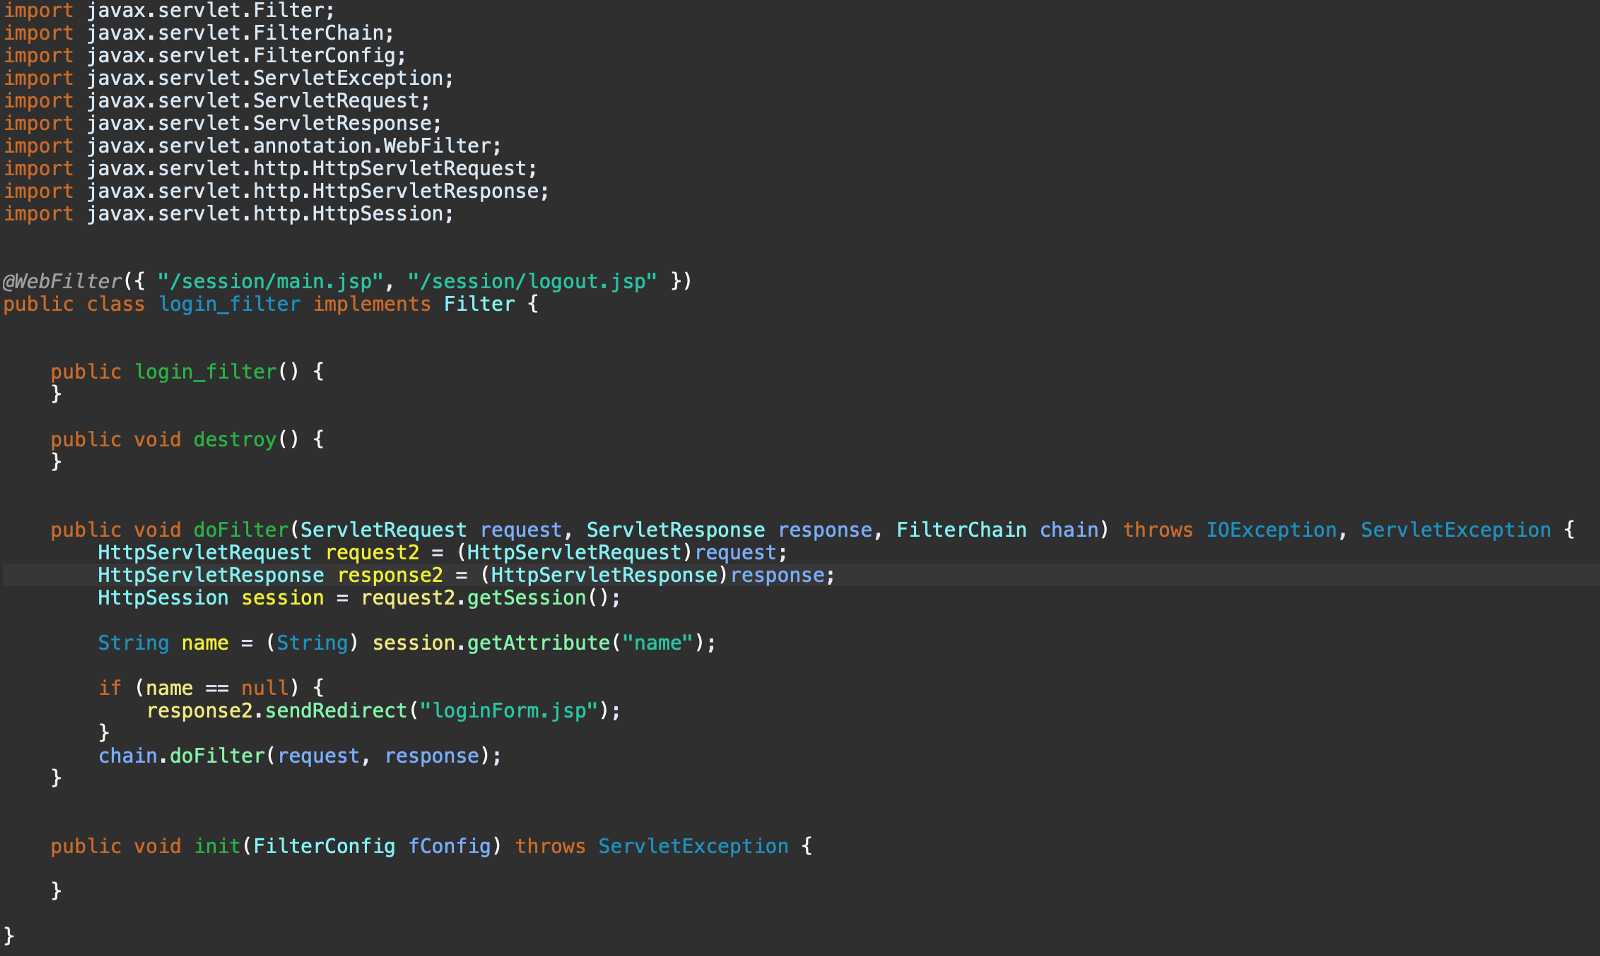 import javax.servlet.Filter;
import javax.servlet.FilterChain;
import javax.servlet.FilterConfig;
import javax.servlet.ServletException;
import javax.servlet.ServletRequest;
import javax.servlet.ServletResponse;
import javax.servlet.annotation.WebFilter;
import javax.servlet.http.HttpServletRequest;
import javax.servlet.http.HttpServletResponse;
import javax.servlet.http.HttpSession;
@WebFilter({ "/session/main.jsp", "/session/logout.jsp" })
public class login_filter implements Filter {
    public login_filter() {
    }
    public void destroy() {
    }
    public void doFilter(ServletRequest request, ServletResponse response, FilterChain chain) throws IOException, ServletException {
        HttpServletRequest request2 = (HttpServletRequest)request;
        HttpServletResponse response2 = (HttpServletResponse)response;
        HttpSession session = request2.getSession();
        String name = (String) session.getAttribute("name");
        if (name == null) {
            response2.sendRedirect("loginForm.jsp");
        }
        chain.doFilter(request, response);
    }
    public void init(FilterConfig fConfig) throws ServletException {
    }
}